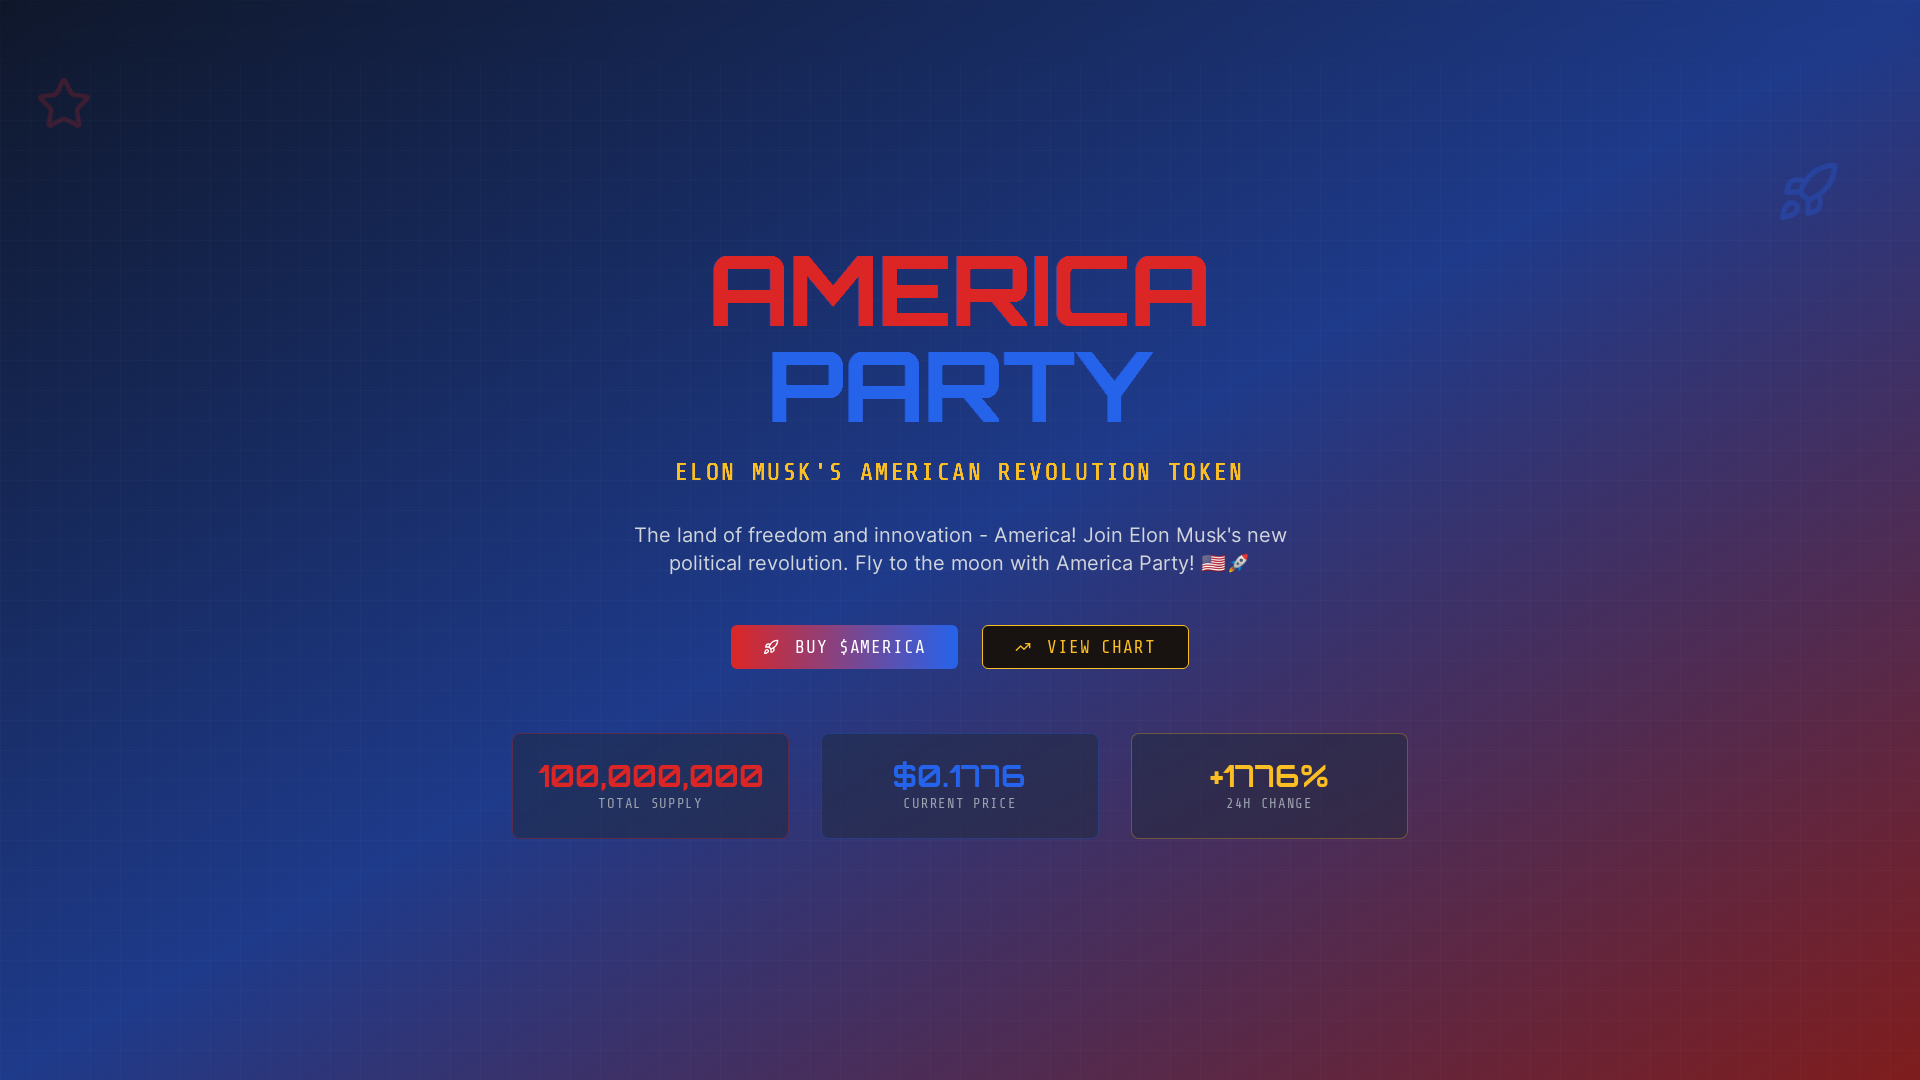 AMERICA
PARTY
ELON MUSK'S AMERICAN REVOLUTION TOKEN
The land of freedom and innovation - America! Join Elon Musk's new
political revolution. Fly to the moon with America Party! 🇺🇸🚀
BUY $AMERICA
VIEW CHART
100,000,000
TOTAL SUPPLY
$0.1776
CURRENT PRICE
+1776%
24H CHANGE